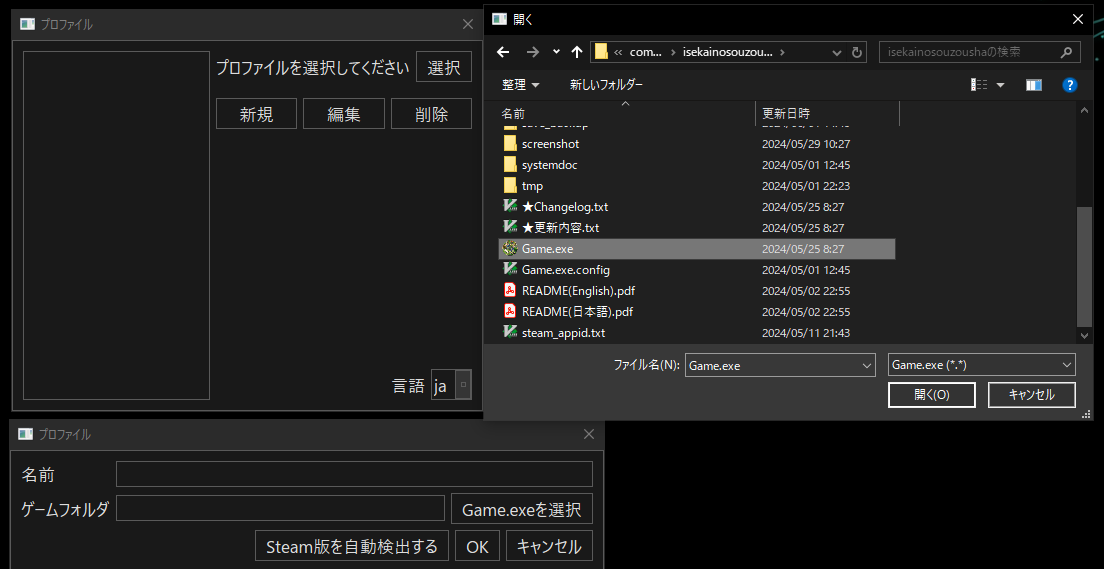 プロファイル
プロファイルを選択してください 選択
新規 編集 削除
言語 ja
開く
« com... › isekainosouzou... ›
isekainosouzoushaの検索
整理 新しいフォルダー
名前 更新日時
screenshot 2024/05/29 10:27
systemdoc 2024/05/01 12:45
tmp 2024/05/01 22:23
★Changelog.txt 2024/05/25 8:27
★更新内容.txt 2024/05/25 8:27
Game.exe 2024/05/25 8:27
Game.exe.config 2024/05/01 12:45
README(English).pdf 2024/05/02 22:55
README(日本語).pdf 2024/05/02 22:55
steam_appid.txt 2024/05/11 21:43
ファイル名(N): Game.exe Game.exe (*.*)
開く(O) キャンセル
プロファイル
名前
ゲームフォルダ Game.exeを選択
Steam版を自動検出する OK キャンセル